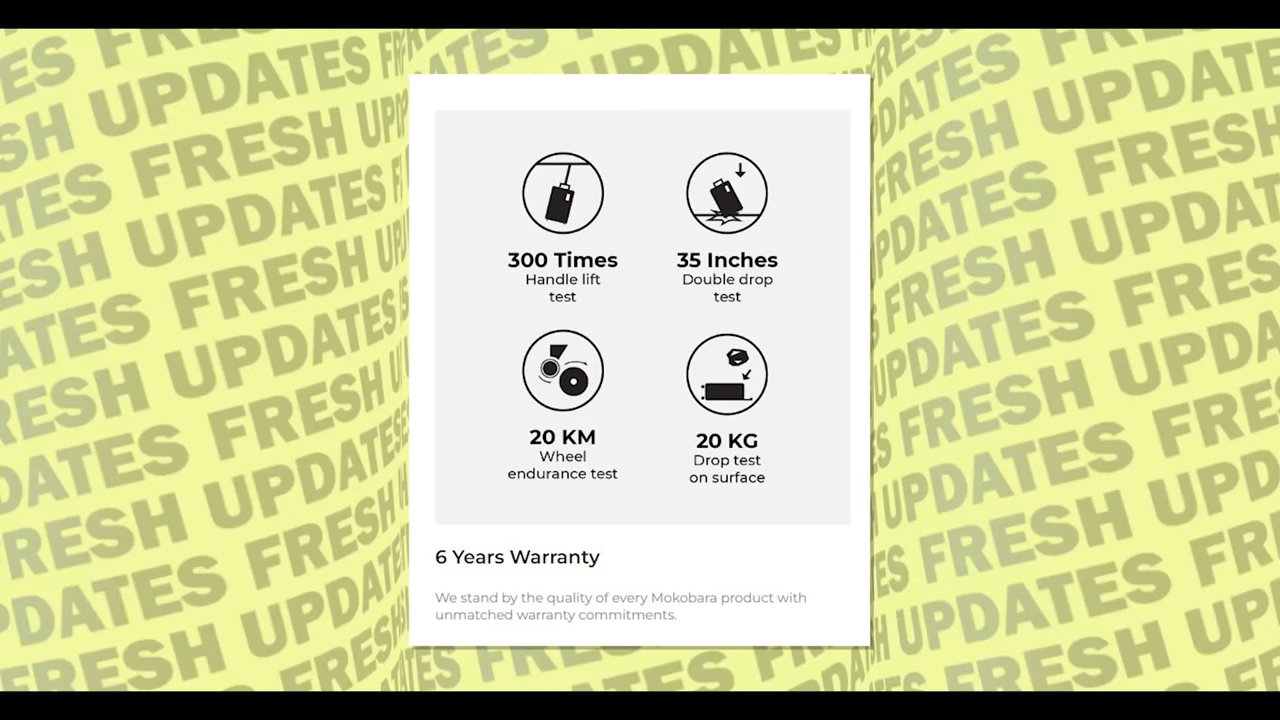 FRESH UPDATES
300 Times
Handle lift
test
35 Inches
Double drop
test
20 KM
Wheel
endurance test
20 KG
Drop test
on surface
6 Years Warranty
We stand by the quality of every Mokobara product with
unmatched warranty commitments.